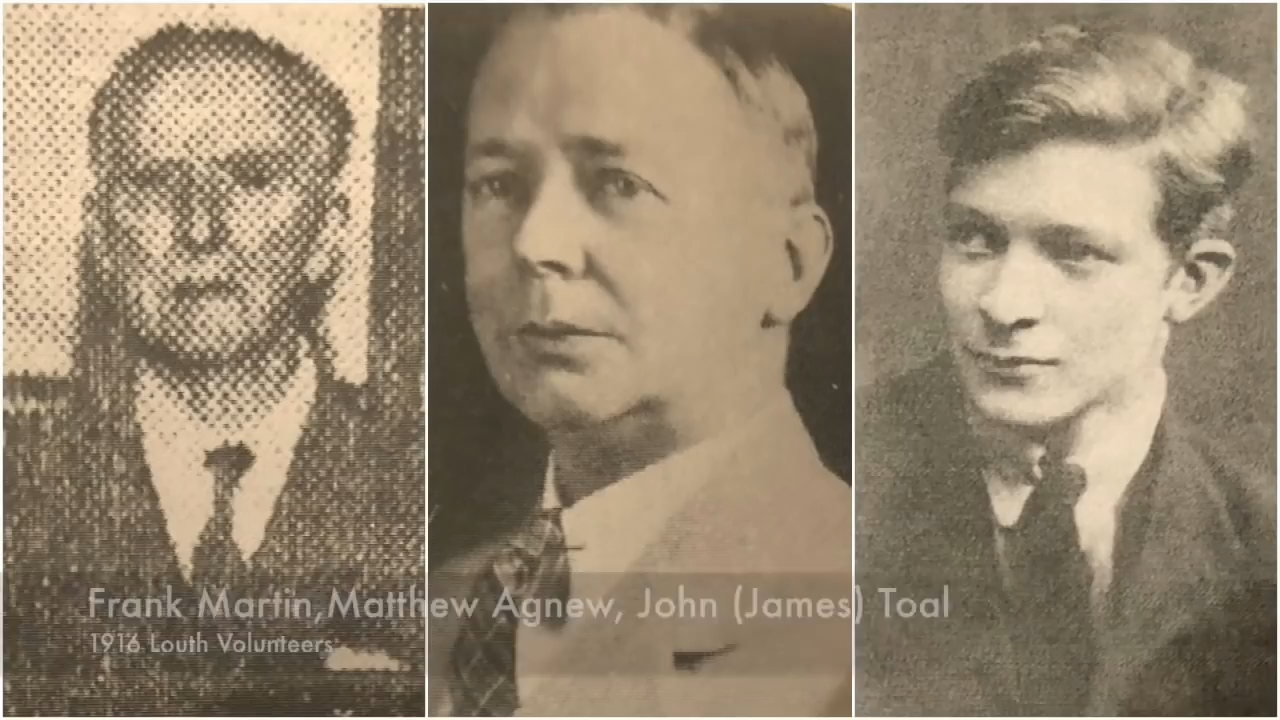 Frank Martin,Matthew Agnew, John (James) Toal
1916 Louth Volunteers